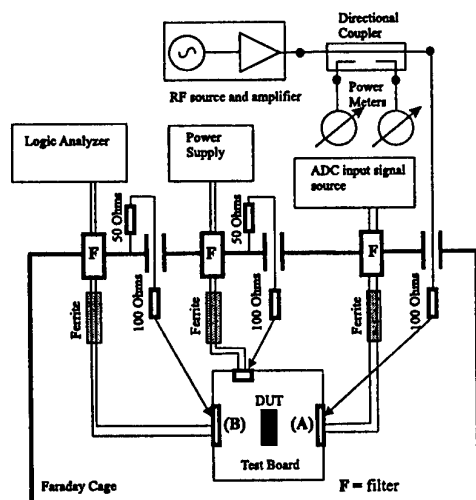 Directional
Coupler
RF source and amplifier
Power
Meters
Logic Analyzer
Power
Supply
ADC input signal
source
50 Ohms
50 Ohms
F
F
F
Ferrite
100 Ohms
Ferrite
100 Ohms
Ferrite
100 Ohms
(B)
DUT
(A)
Test Board
Faraday Cage
F = filter